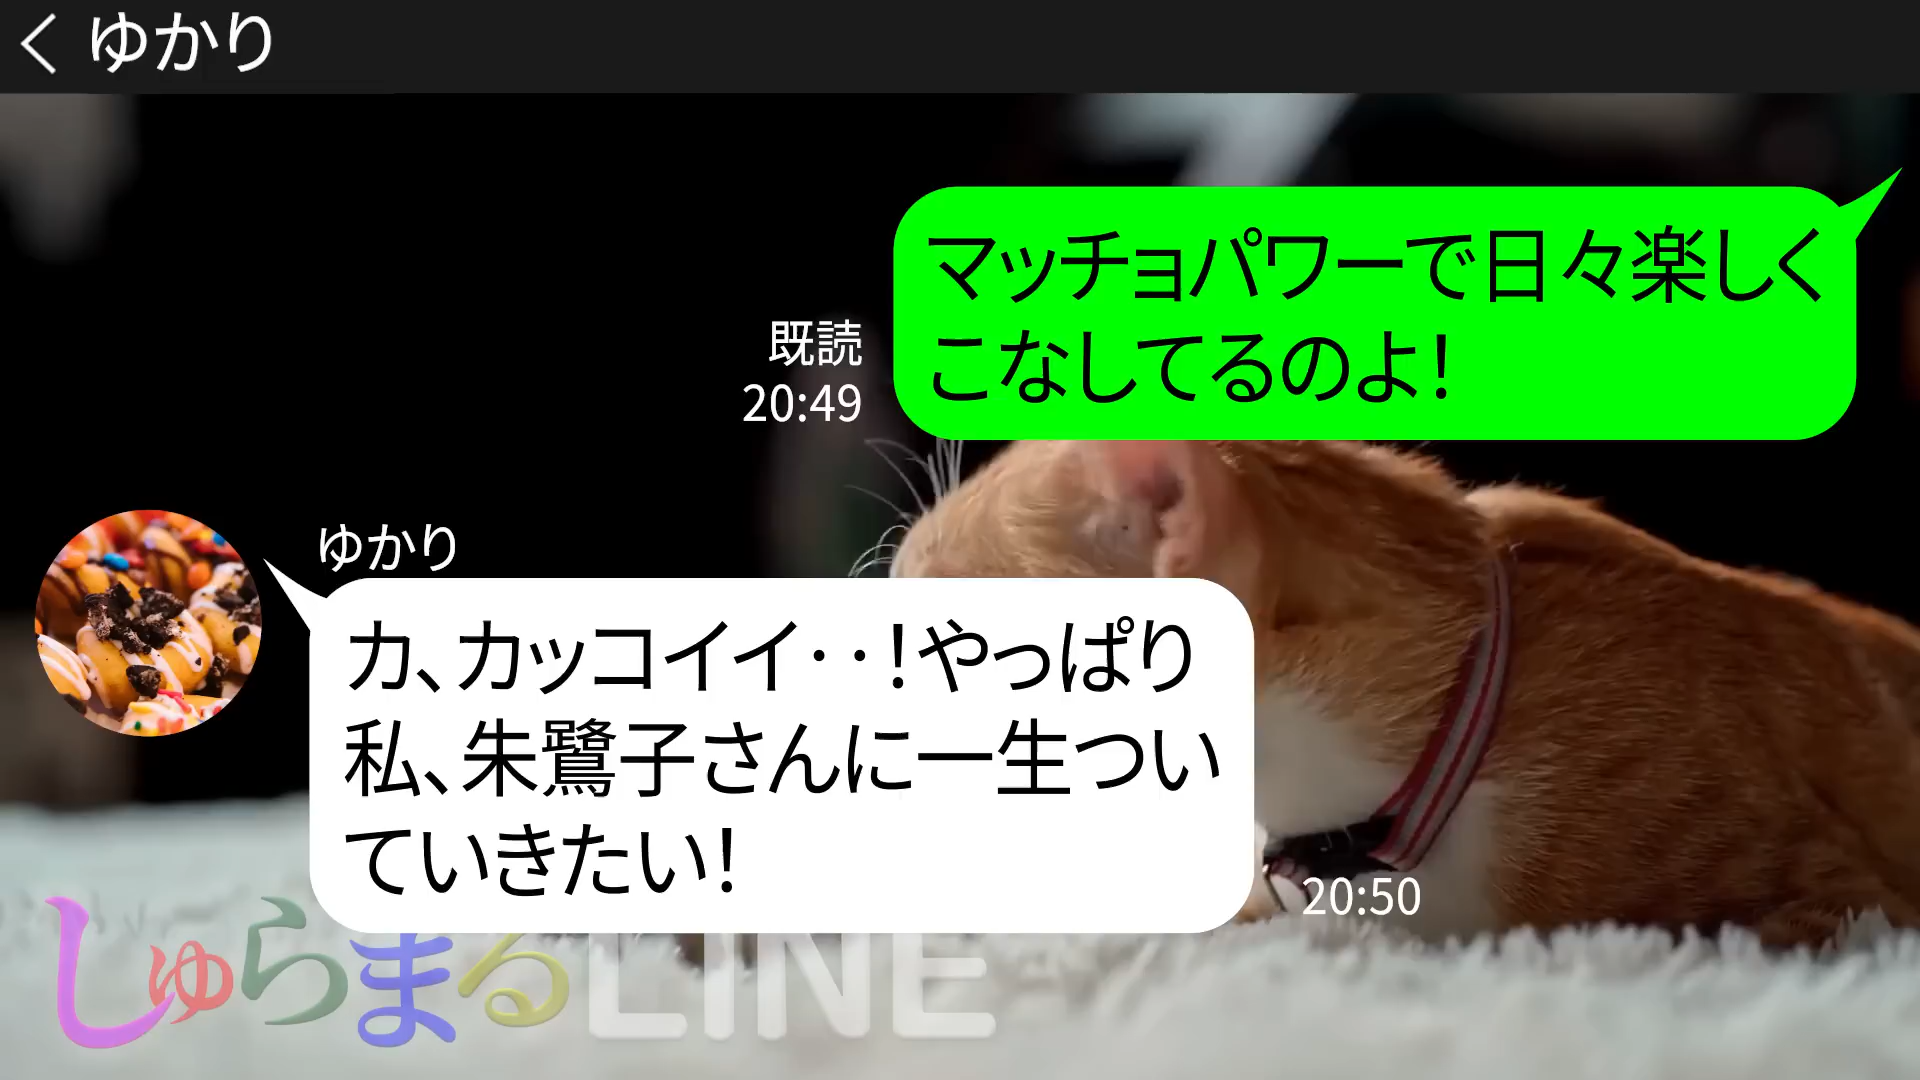 ゆかり
マッチョパワーで日々楽しく
こなしてるのよ！
既読
20:49
ゆかり
カ、カッコイイ‥！やっぱり
私、朱鷺子さんに一生つい
ていきたい！
20:50
しゅらまるLINE